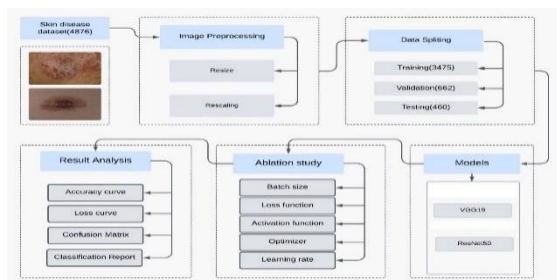 Skin disease
dataset(4876)
Image Preprocessing
Resize
Rescaling
Data Spliting
Training(3475)
Validation(662)
Testing(460)
Models
VGG19
ResNet50
Ablation study
Batch size
Loss function
Activation function
Optimizer
Learning rate
Result Analysis
Accuracy curve
Loss curve
Confusion Matrix
Classification Report